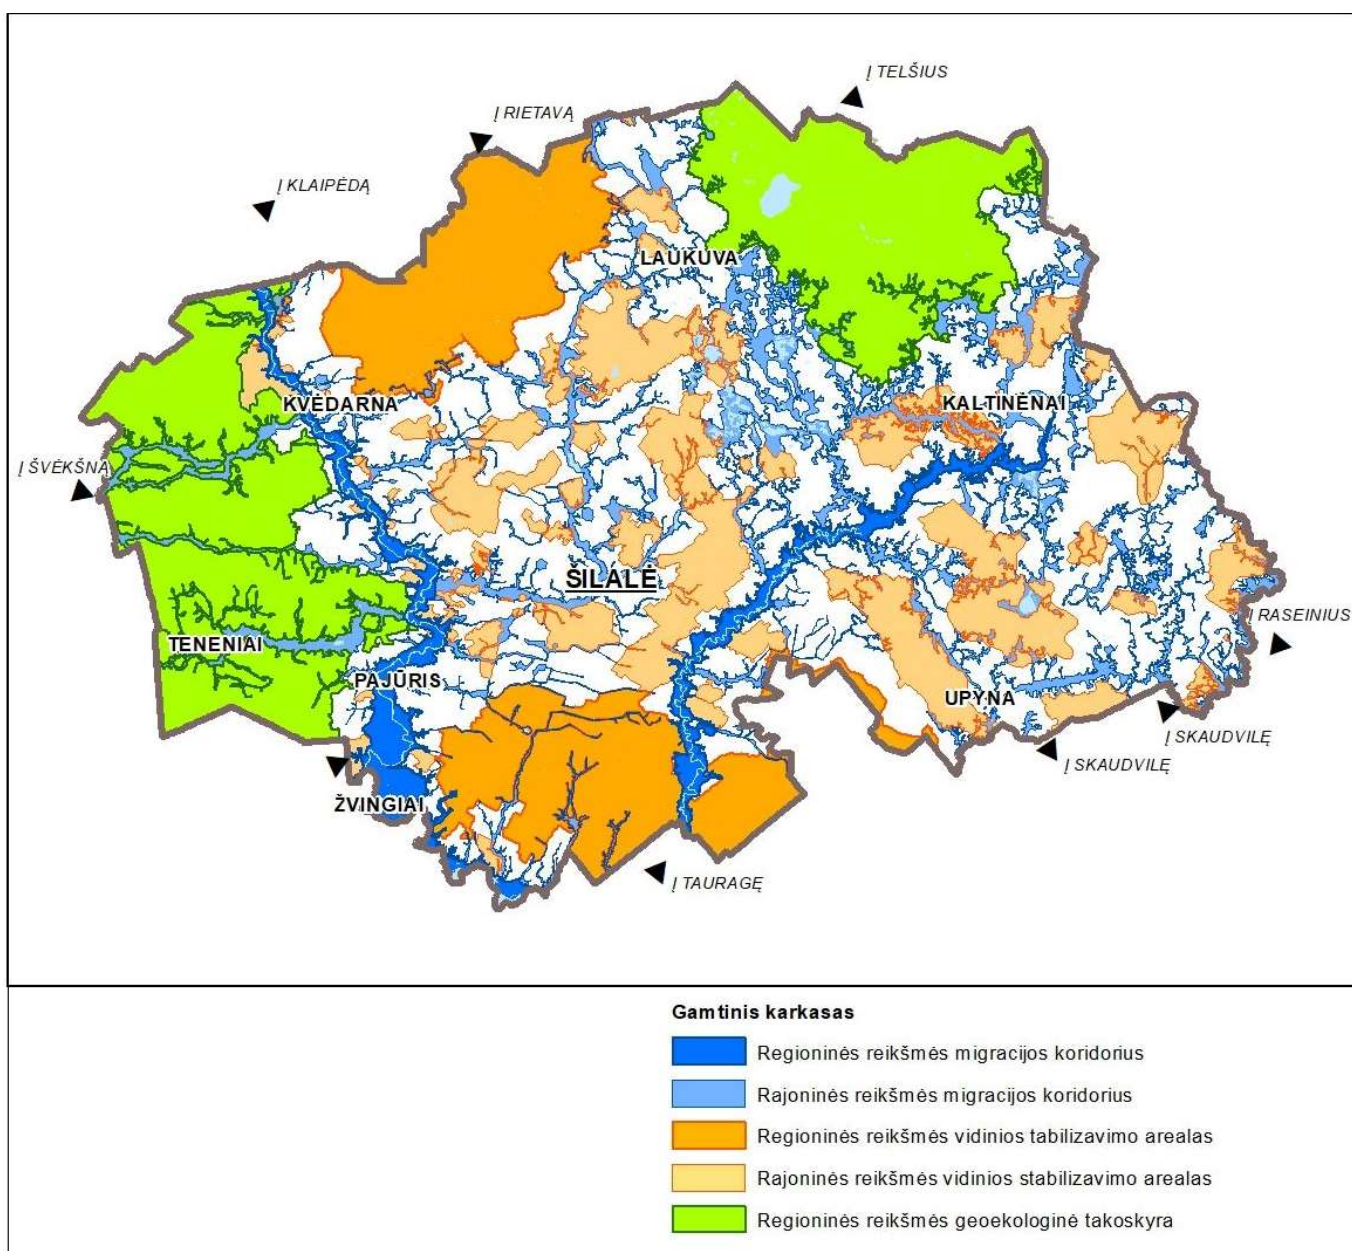 Į TELŠIUS
Į RIETAVĄ
Į KLAIPĖDĄ
LAUKUVA
KVĖDARNA
KALTINĖNAI
Į ŠVĖKŠNĄ
ŠILALĖ
Į RASEINIUS
TENENIAI
PAJŪRIS
UPYNA
Į SKAUDVILĘ
Į SKAUDVILĘ
ŽVINGIAI
Į TAURAGĘ
Gamtinis karkasas
Regioninės reikšmės migracijos koridorius
Rajoninės reikšmės migracijos koridorius
Regioninės reikšmės vidinios tabilizavimo arealas
Rajoninės reikšmės vidinios stabilizavimo arealas
Regioninės reikšmės geoekologinė takoskyra